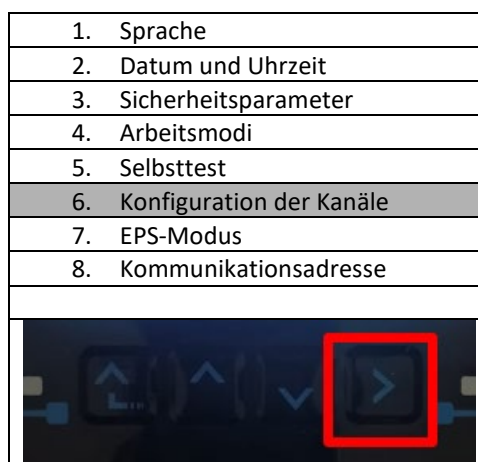 1. Sprache
2. Datum und Uhrzeit
3. Sicherheitsparameter
4. Arbeitsmodi
5. Selbsttest
6. Konfiguration der Kanäle
7. EPS-Modus
8. Kommunikationsadresse